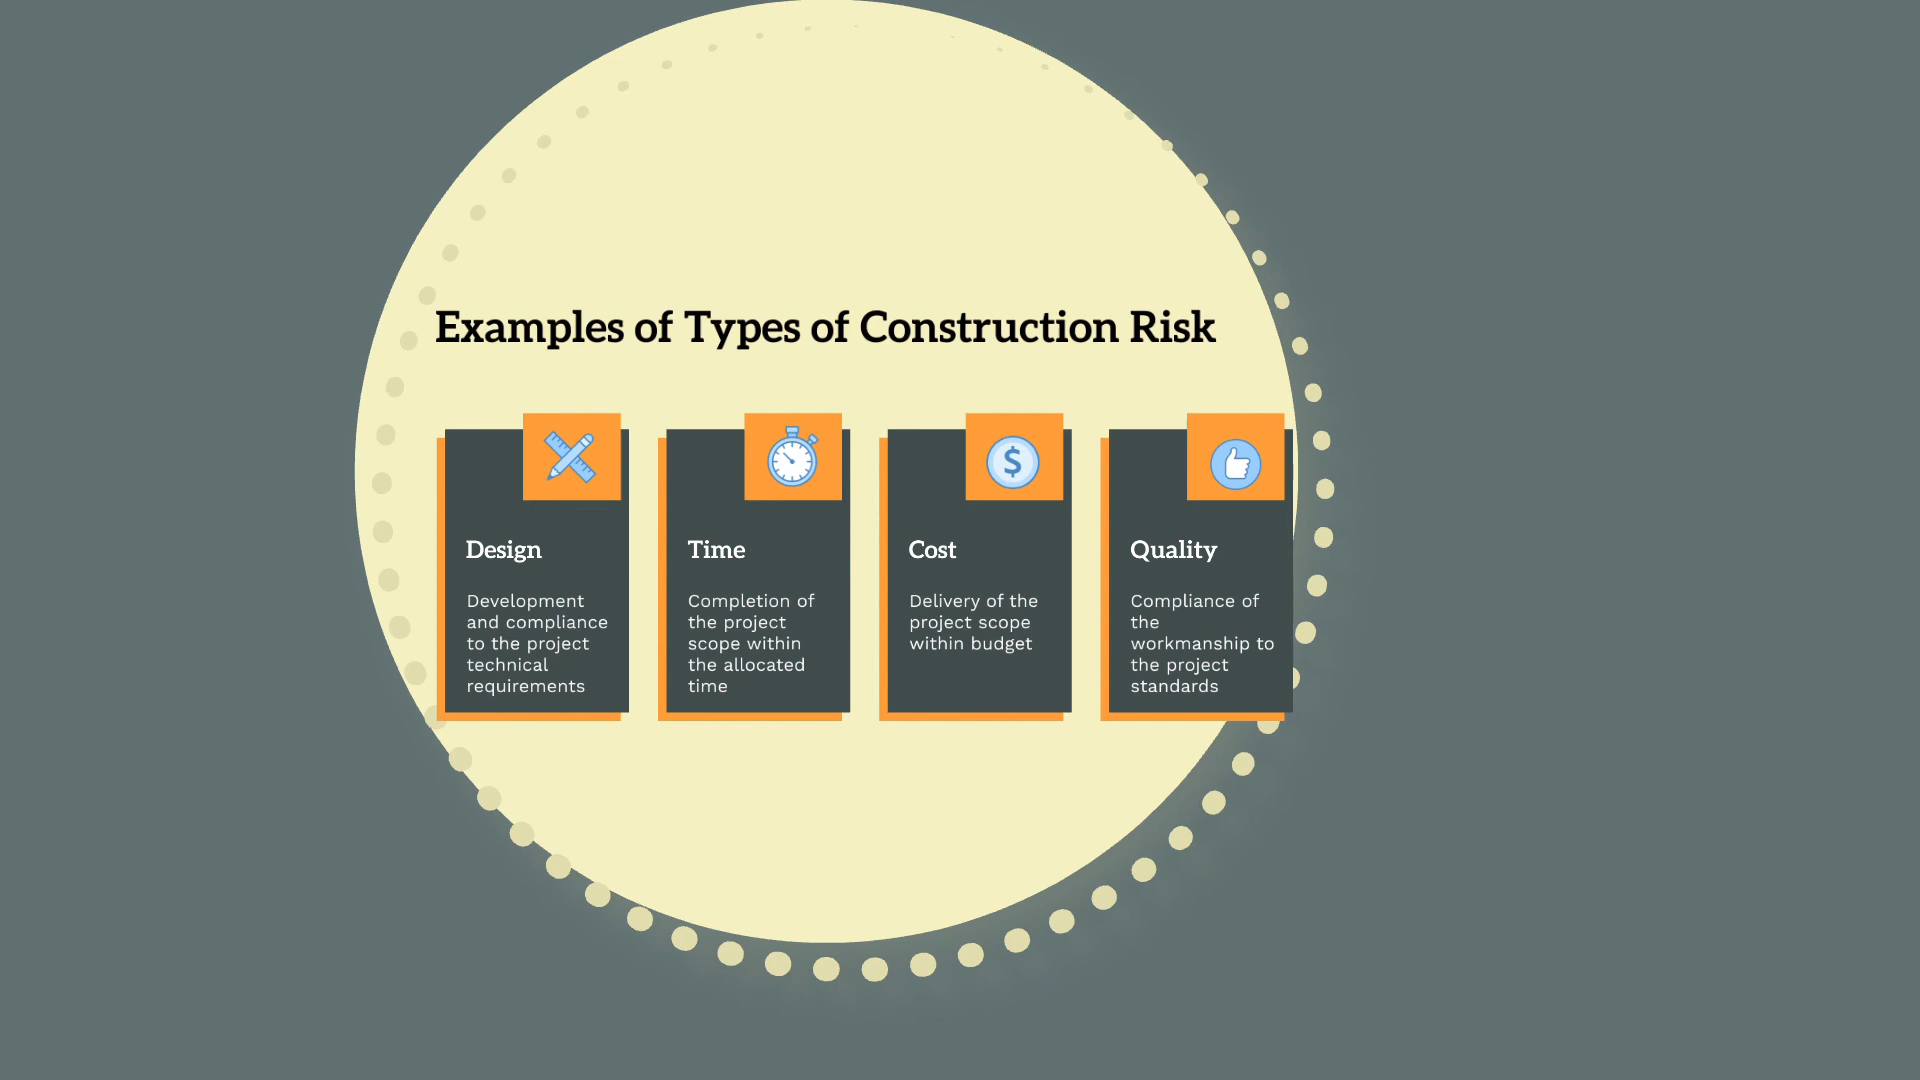 Examples of Types of Construction Risk
Design
Development
and compliance
to the project
technical
requirements
Time
Completion of
the project
scope within
the allocated
time
$
Cost
Delivery of the
project scope
within budget
Quality
Compliance of
the
workmanship to
the project
standards